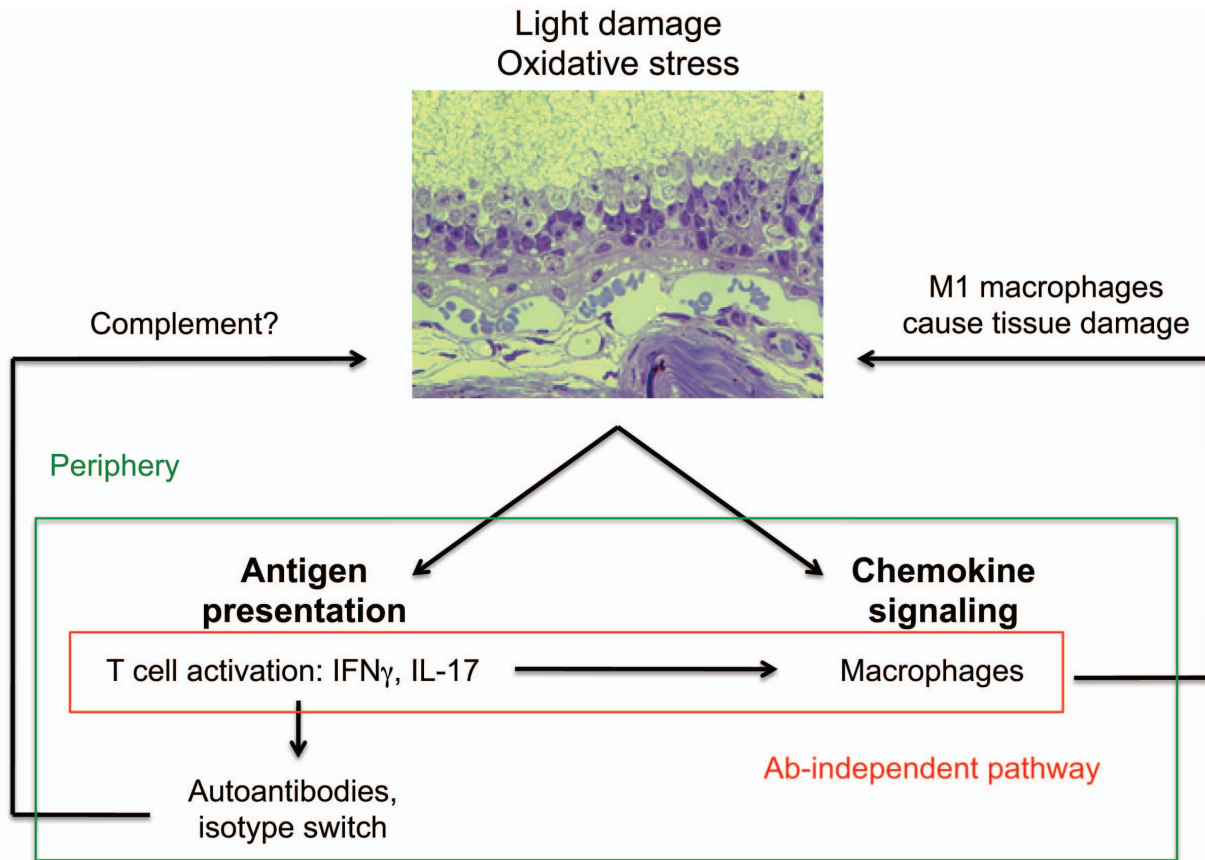 Light damage
Oxidative stress
Complement?
M1 macrophages
cause tissue damage
Periphery
Antigen
presentation
Chemokine
signaling
T cell activation: IFNγ, IL-17
Macrophages
Ab-independent pathway
Autoantibodies,
isotype switch